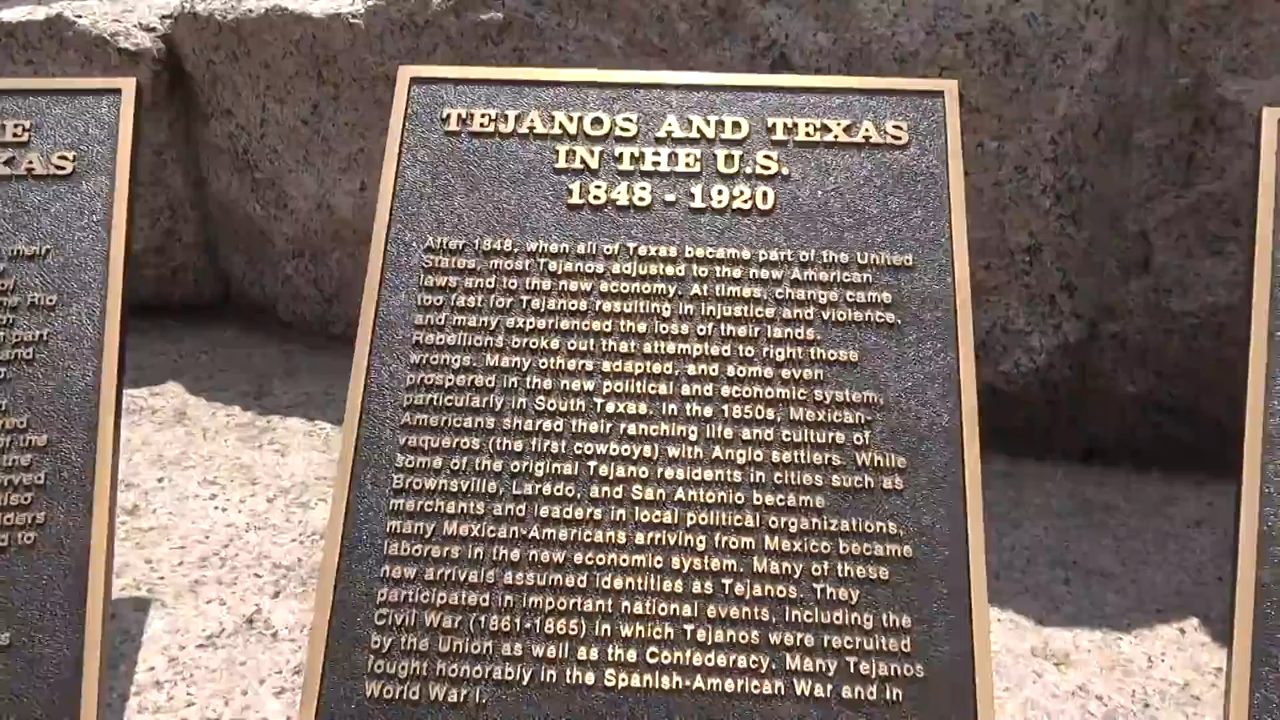 TEJANOS AND TEXAS
IN THE U.S.
1848 - 1920
After 1848, when all of Texas became part of the United
States, most Tejanos adjusted to the new American
laws and to the new economy. At times, change came
too fast for Tejanos resulting in injustice and violence,
and many experienced the loss of their lands.
Rebellions broke out that attempted to right those
wrongs. Many others adapted, and some even
prospered in the new political and economic system,
particularly in South Texas. In the 1850s, Mexican-
Americans shared their ranching life and culture of
vaqueros (the first cowboys) with Anglo settlers. While
some of the original Tejano residents in cities such as
Brownsville, Laredo, and San Antonio became
merchants and leaders in local political organizations,
many Mexican-Americans arriving from Mexico became
laborers in the new economic system. Many of these
new arrivals assumed identities as Tejanos. They
participated in important national events, including the
Civil War (1861-1865) in which Tejanos were recruited
by the Union as well as the Confederacy. Many Tejanos
fought honorably in the Spanish-American War and in
World War I.